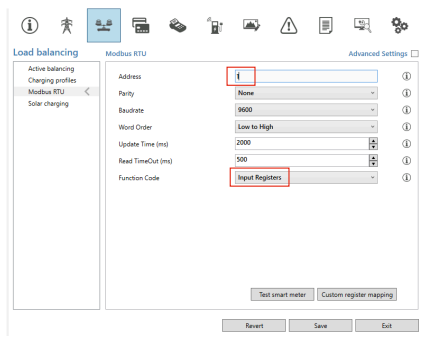 Load balancing
Modbus RTU
Advanced Settings
Active balancing
Charging profiles
Modbus RTU
Solar charging
Address 1
Parity None
Baudrate 9600
Word Order Low to High
Update Time (ms) 2000
Read TimeOut (ms) 500
Function Code Input Registers
Test smart meter Custom register mapping
Revert Save Exit